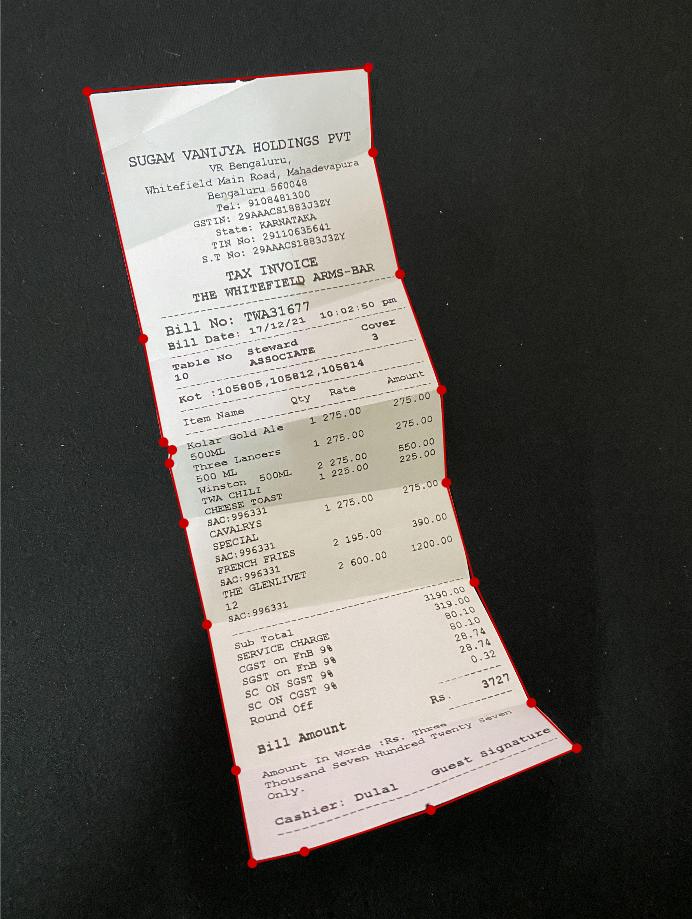 SUGAM VANIJYA HOLDINGS PVT
VR Bengaluru,
Whitefield Main Road, Mahadevapura
Bengaluru 560048
Tel: 9108481300
GSTIN: 29AAACS1883J3ZY
State: KARNATAKA
TIN No: 29110635641
S.T No: 29AAACS1883J3ZY
TAX INVOICE
THE WHITEFIELD ARMS-BAR
Bill No: TWA31677
Bill Date: 17/12/21 10:02:50 pm
Table No Steward Cover
10 ASSOCIATE 3
Kot :105805,105812,105814
Item Name Qty Rate Amount
Kolar Gold Ale 1 275.00 275.00
500ML
Three Lancers 1 275.00 275.00
500 ML
Winston 500ML 2 275.00 550.00
TWA CHILI 1 225.00 225.00
CHEESE TOAST
SAC:996331
CAVALRYS 1 275.00 275.00
SPECIAL
SAC:996331
FRENCH FRIES 2 195.00 390.00
SAC:996331
THE GLENLIVET 2 600.00 1200.00
12
SAC:996331
Sub Total 3190.00
SERVICE CHARGE 319.00
CGST on FnB 9% 80.10
SGST on FnB 9% 80.10
SC ON SGST 9% 28.74
SC ON CGST 9% 28.74
Round Off 0.32
Bill Amount Rs. 3727
Amount In Words :Rs. Three
Thousand Seven Hundred Twenty Seven
Only.
Cashier: Dulal Guest Signature